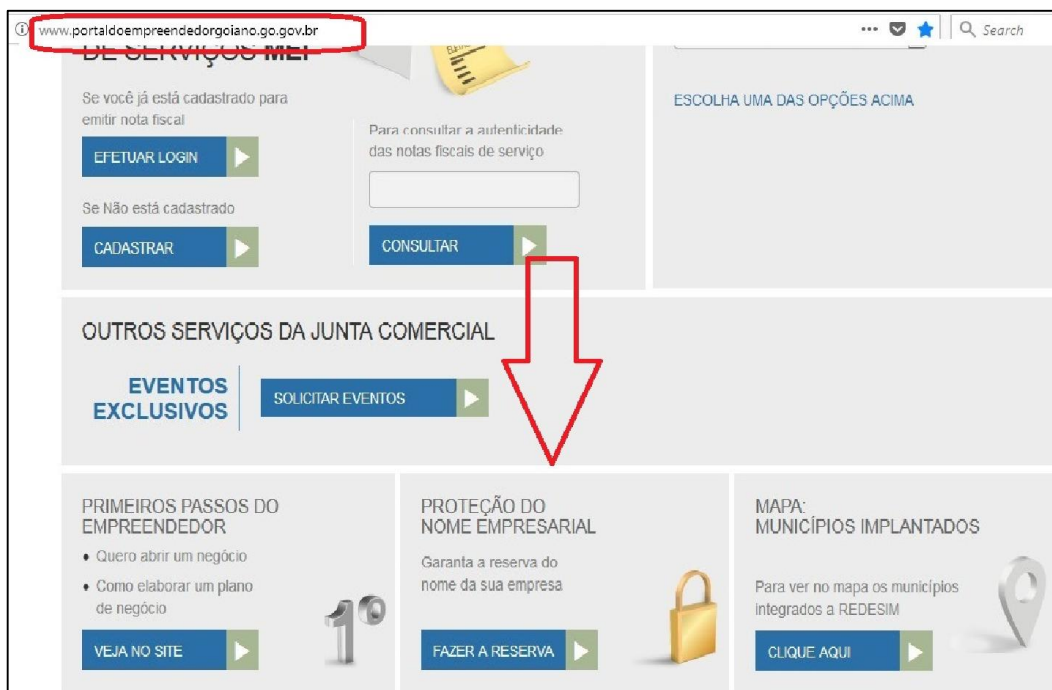 www.portaldoempreendedorgoiano.go.gov.br
Search
DE SERVIÇOS MEI
Se você já está cadastrado para
emitir nota fiscal
EFETUAR LOGIN
Se Não está cadastrado
CADASTRAR
Para consultar a autenticidade
das notas fiscais de serviço
CONSULTAR
ESCOLHA UMA DAS OPÇÕES ACIMA
OUTROS SERVIÇOS DA JUNTA COMERCIAL
EVENTOS
EXCLUSIVOS
SOLICITAR EVENTOS
PRIMEIROS PASSOS DO
EMPREENDEDOR
• Quero abrir um negócio
• Como elaborar um plano
de negócio
VEJA NO SITE
1º
PROTEÇÃO DO
NOME EMPRESARIAL
Garanta a reserva do
nome da sua empresa
FAZER A RESERVA
MAPA:
MUNICÍPIOS IMPLANTADOS
Para ver no mapa os municípios
integrados a REDESIM
CLIQUE AQUI